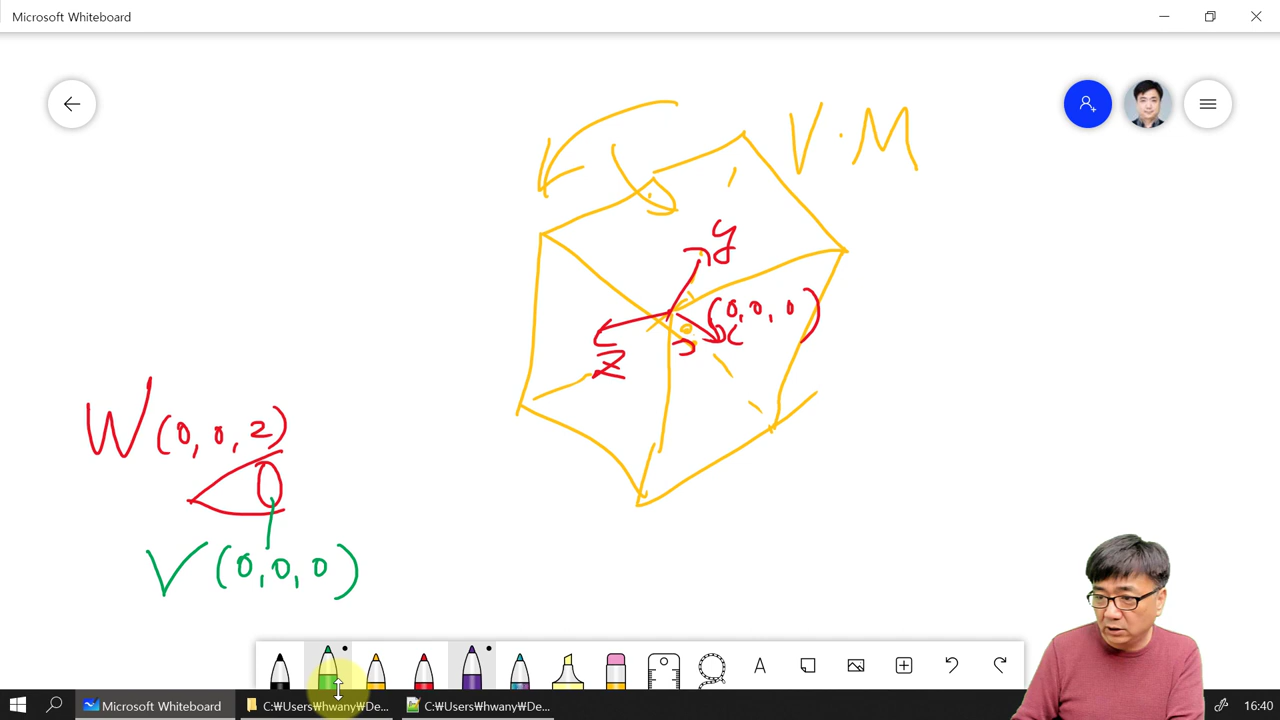 Microsoft Whiteboard
V · M
y
(0, 0, 0)
x
Z
W (0, 0, 2)
V (0, 0, 0)
A
Microsoft Whiteboard
C:₩Users₩hwany₩De...
C:₩Users₩hwany₩De...
16:40